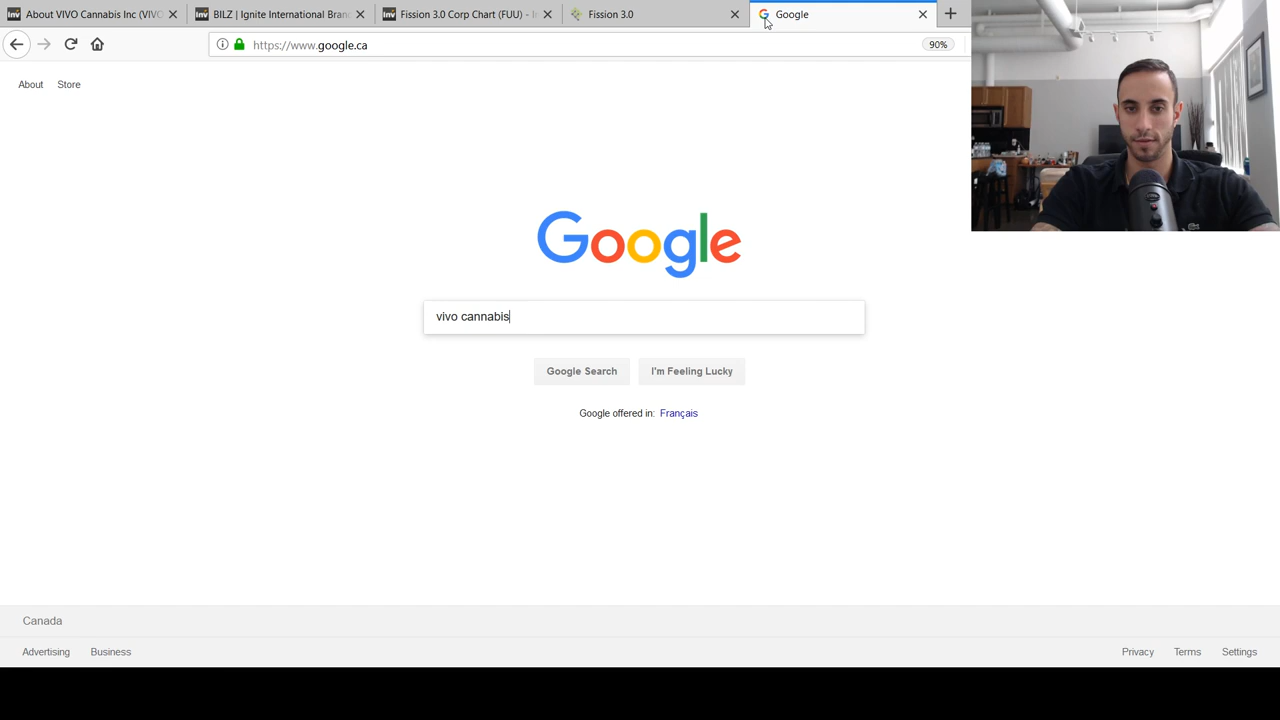 About VIVO Cannabis Inc (VIVO
BILZ | Ignite International Bran
Fission 3.0 Corp Chart (FUU) - I
Fission 3.0
Google
https://www.google.ca
90%
About
Store
Google
vivo cannabis
Google Search
I'm Feeling Lucky
Google offered in: Français
Canada
Advertising
Business
Privacy
Terms
Settings